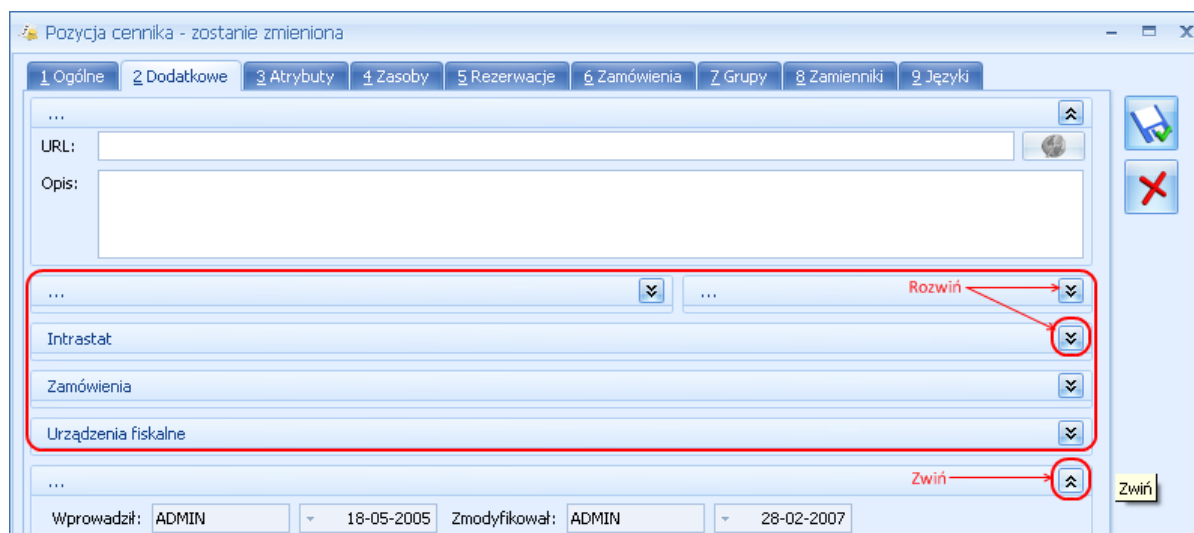 Pozycja cennika - zostanie zmieniona
1 Ogólne 2 Dodatkowe 3 Atrybuty 4 Zasoby 5 Rezerwacje 6 Zamówienia 7 Grupy 8 Zamienniki 9 Języki
...
URL:
Opis:
... ... Rozwiń
Intrastat
Zamówienia
Urządzenia fiskalne
... Zwiń
Zwiń
Wprowadził: ADMIN 18-05-2005 Zmodyfikował: ADMIN 28-02-2007